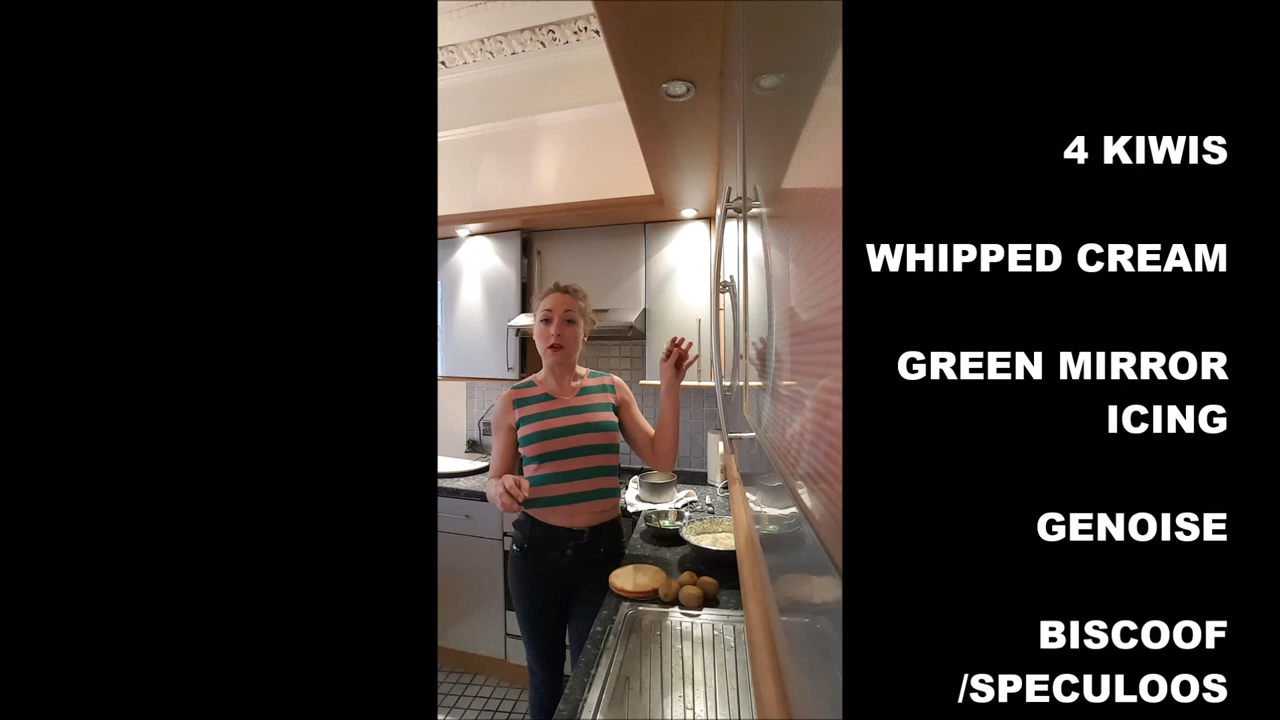 4 KIWIS
WHIPPED CREAM
GREEN MIRROR
ICING
GENOISE
BISCOOF
/SPECULOOS